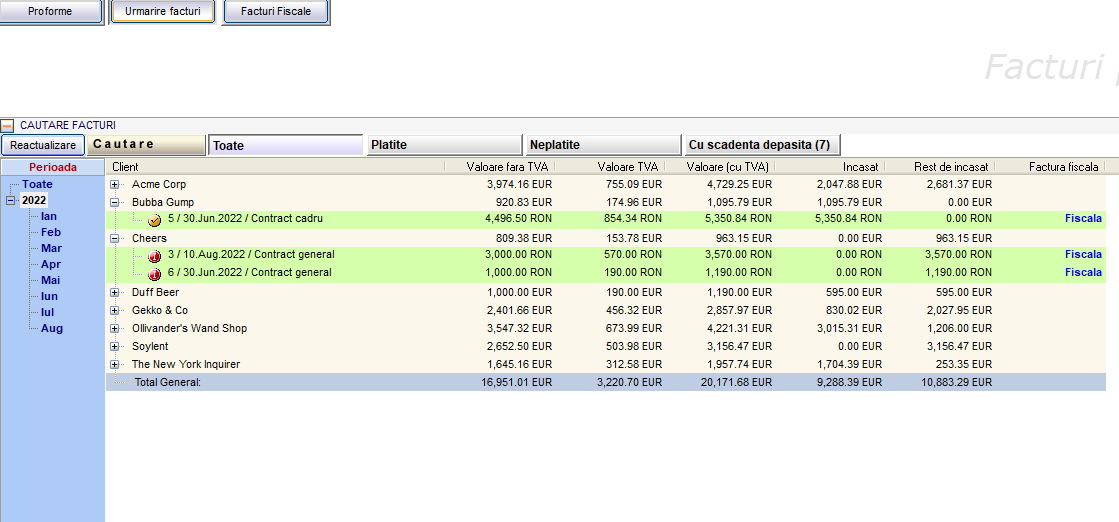 Proforme Urmarire facturi Facturi Fiscale
Facturi
CAUTARE FACTURI
Reactualizare Cautare Toate Platite Neplatite Cu scadenta depasita (7)
Perioada Client Valoare fara TVA Valoare TVA Valoare (cu TVA) Incasat Rest de incasat Factura fiscala
Toate Acme Corp 3,974.16 EUR 755.09 EUR 4,729.25 EUR 2,047.88 EUR 2,681.37 EUR
2022 Bubba Gump 920.83 EUR 174.96 EUR 1,095.79 EUR 1,095.79 EUR 0.00 EUR
Ian 5 / 30.Jun.2022 / Contract cadru 4,496.50 RON 854.34 RON 5,350.84 RON 5,350.84 RON 0.00 RON Fiscala
Feb Cheers 809.38 EUR 153.78 EUR 963.15 EUR 0.00 EUR 963.15 EUR
Mar 3 / 10.Aug.2022 / Contract general 3,000.00 RON 570.00 RON 3,570.00 RON 0.00 RON 3,570.00 RON Fiscala
Apr 6 / 30.Jun.2022 / Contract general 1,000.00 RON 190.00 RON 1,190.00 RON 0.00 RON 1,190.00 RON Fiscala
Mai
Iun Duff Beer 1,000.00 EUR 190.00 EUR 1,190.00 EUR 595.00 EUR 595.00 EUR
Iul Gekko & Co 2,401.66 EUR 456.32 EUR 2,857.97 EUR 830.02 EUR 2,027.95 EUR
Aug Ollivander's Wand Shop 3,547.32 EUR 673.99 EUR 4,221.31 EUR 3,015.31 EUR 1,206.00 EUR
Soylent 2,652.50 EUR 503.98 EUR 3,156.47 EUR 0.00 EUR 3,156.47 EUR
The New York Inquirer 1,645.16 EUR 312.58 EUR 1,957.74 EUR 1,704.39 EUR 253.35 EUR
Total General: 16,951.01 EUR 3,220.70 EUR 20,171.68 EUR 9,288.39 EUR 10,883.29 EUR